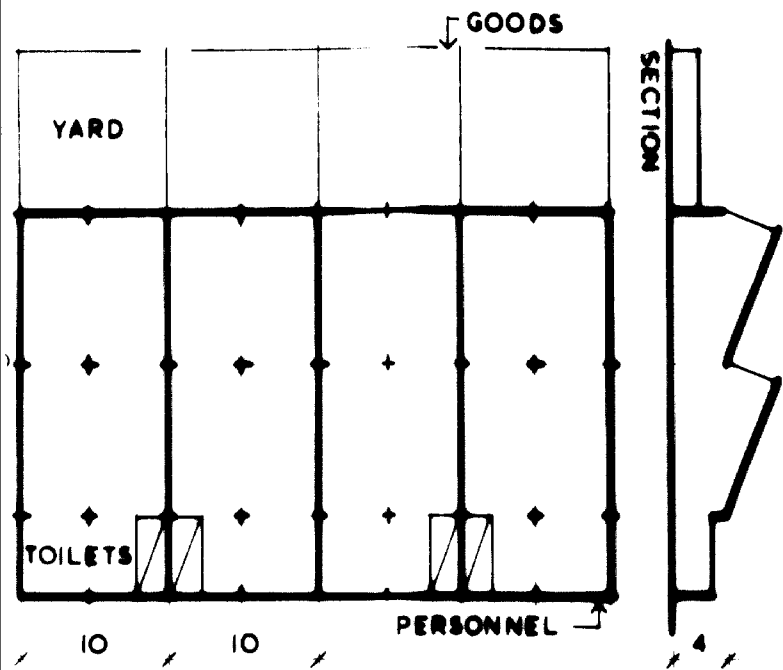 GOODS
SECTION
YARD
TOILETS
PERSONNEL
10 10 4